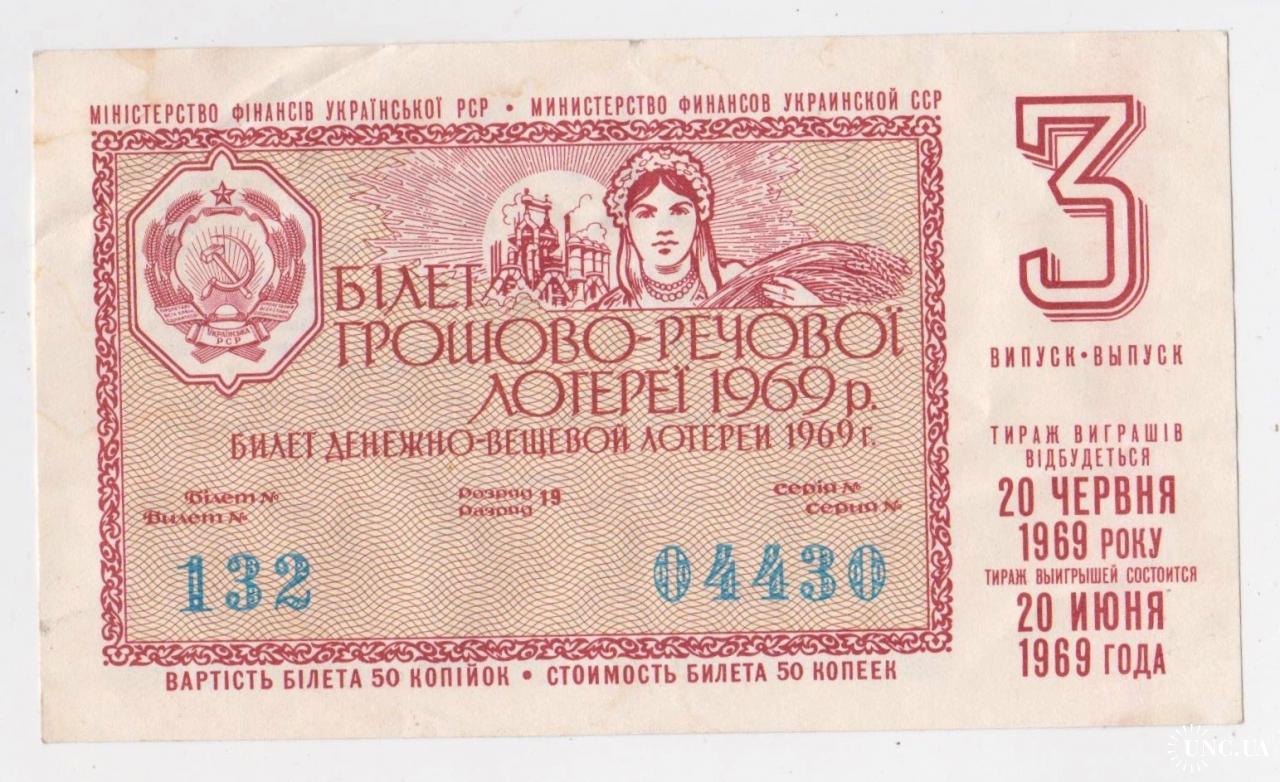 МІНІСТЕРСТВО ФІНАНСІВ УКРАЇНСЬКОЇ РСР • МИНИСТЕРСТВО ФИНАНСОВ УКРАИНСКОЙ ССР
УКРАЇНСЬКА
РСР
БІЛЕТ
ГРОШОВО-РЕЧОВОЇ
ЛОТЕРЕЇ 1969 р.
БИЛЕТ ДЕНЕЖНО-ВЕЩЕВОЙ ЛОТЕРЕИ 1969 г.
Білет № Розряд 19 Серія №
Билет № Разряд Серия №
132 04430
ВАРТІСТЬ БІЛЕТА 50 КОПІЙОК • СТОИМОСТЬ БИЛЕТА 50 КОПЕЕК
3
ВИПУСК • ВЫПУСК
ТИРАЖ ВИГРАШІВ
ВІДБУДЕТЬСЯ
20 ЧЕРВНЯ
1969 РОКУ
ТИРАЖ ВЫИГРЫШЕЙ СОСТОИТСЯ
20 ИЮНЯ
1969 ГОДА
UNC.UA